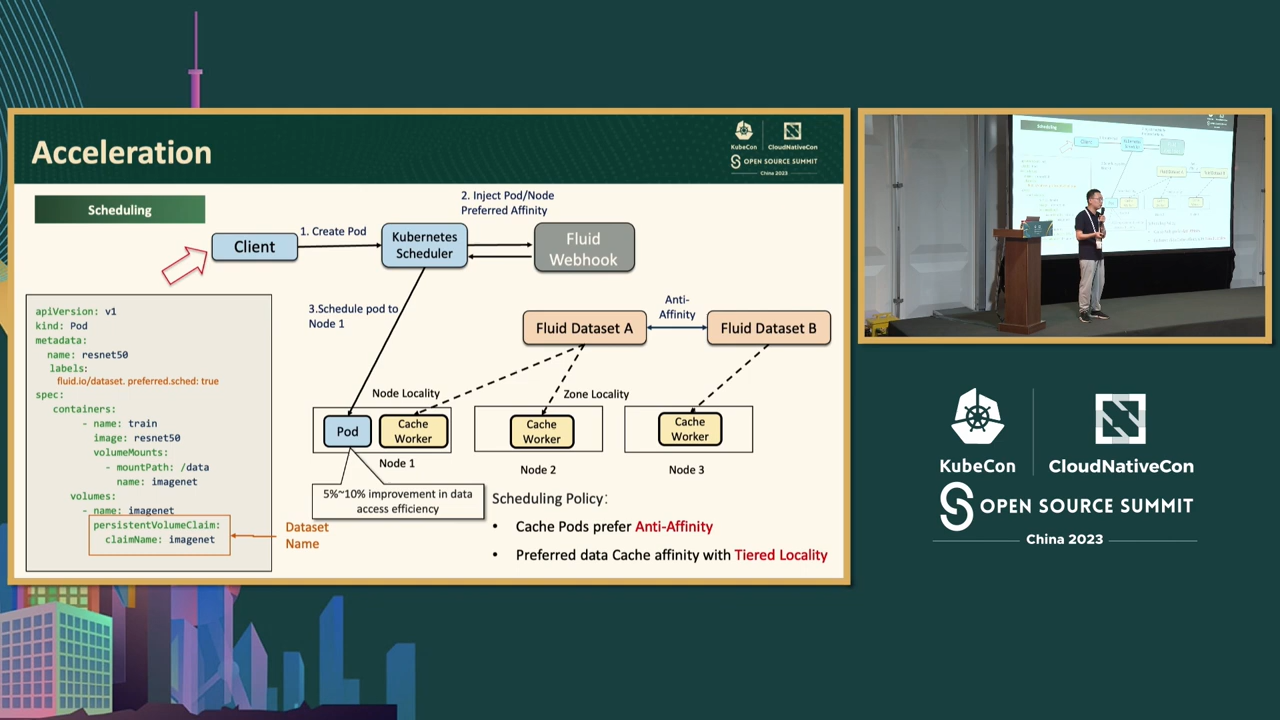 Acceleration
KubeCon
CloudNativeCon
OPEN SOURCE SUMMIT
China 2023
Scheduling
2. Inject Pod/Node
Preferred Affinity
Client
1. Create Pod
Kubernetes
Scheduler
Fluid
Webhook
3.Schedule pod to
Node 1
Anti-
Affinity
Fluid Dataset A
Fluid Dataset B
apiVersion: v1
kind: Pod
metadata:
name: resnet50
labels:
fluid.io/dataset. preferred.sched: true
spec:
containers:
- name: train
image: resnet50
volumeMounts:
- mountPath: /data
name: imagenet
volumes:
- name: imagenet
persistentVolumeClaim:
claimName: imagenet
Dataset
Name
Node Locality
Zone Locality
Pod
Cache
Worker
Cache
Worker
Cache
Worker
Node 1
Node 2
Node 3
5%~10% improvement in data
access efficiency
Scheduling Policy:
• Cache Pods prefer Anti-Affinity
• Preferred data Cache affinity with Tiered Locality
Scheduling
KubeCon
CloudNativeCon
OPEN SOURCE SUMMIT
China 2023